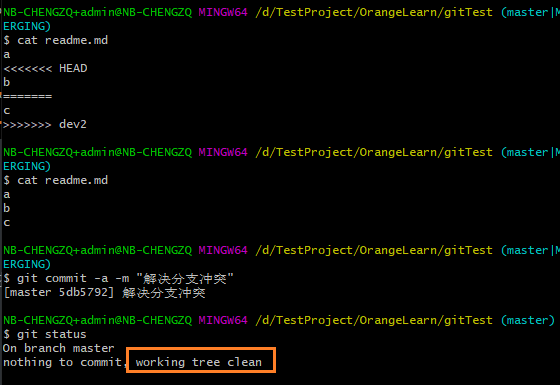 NB-CHENGZQ+admin@NB-CHENGZQ MINGW64 /d/TestProject/OrangeLearn/gitTest (master|M
ERGING)
$ cat readme.md
a
<<<<<<< HEAD
b
=======
c
>>>>>>> dev2
NB-CHENGZQ+admin@NB-CHENGZQ MINGW64 /d/TestProject/OrangeLearn/gitTest (master|M
ERGING)
$ cat readme.md
a
b
c
NB-CHENGZQ+admin@NB-CHENGZQ MINGW64 /d/TestProject/OrangeLearn/gitTest (master|M
ERGING)
$ git commit -a -m "解决分支冲突"
[master 5db5792] 解决分支冲突
NB-CHENGZQ+admin@NB-CHENGZQ MINGW64 /d/TestProject/OrangeLearn/gitTest (master)
$ git status
On branch master
nothing to commit, working tree clean